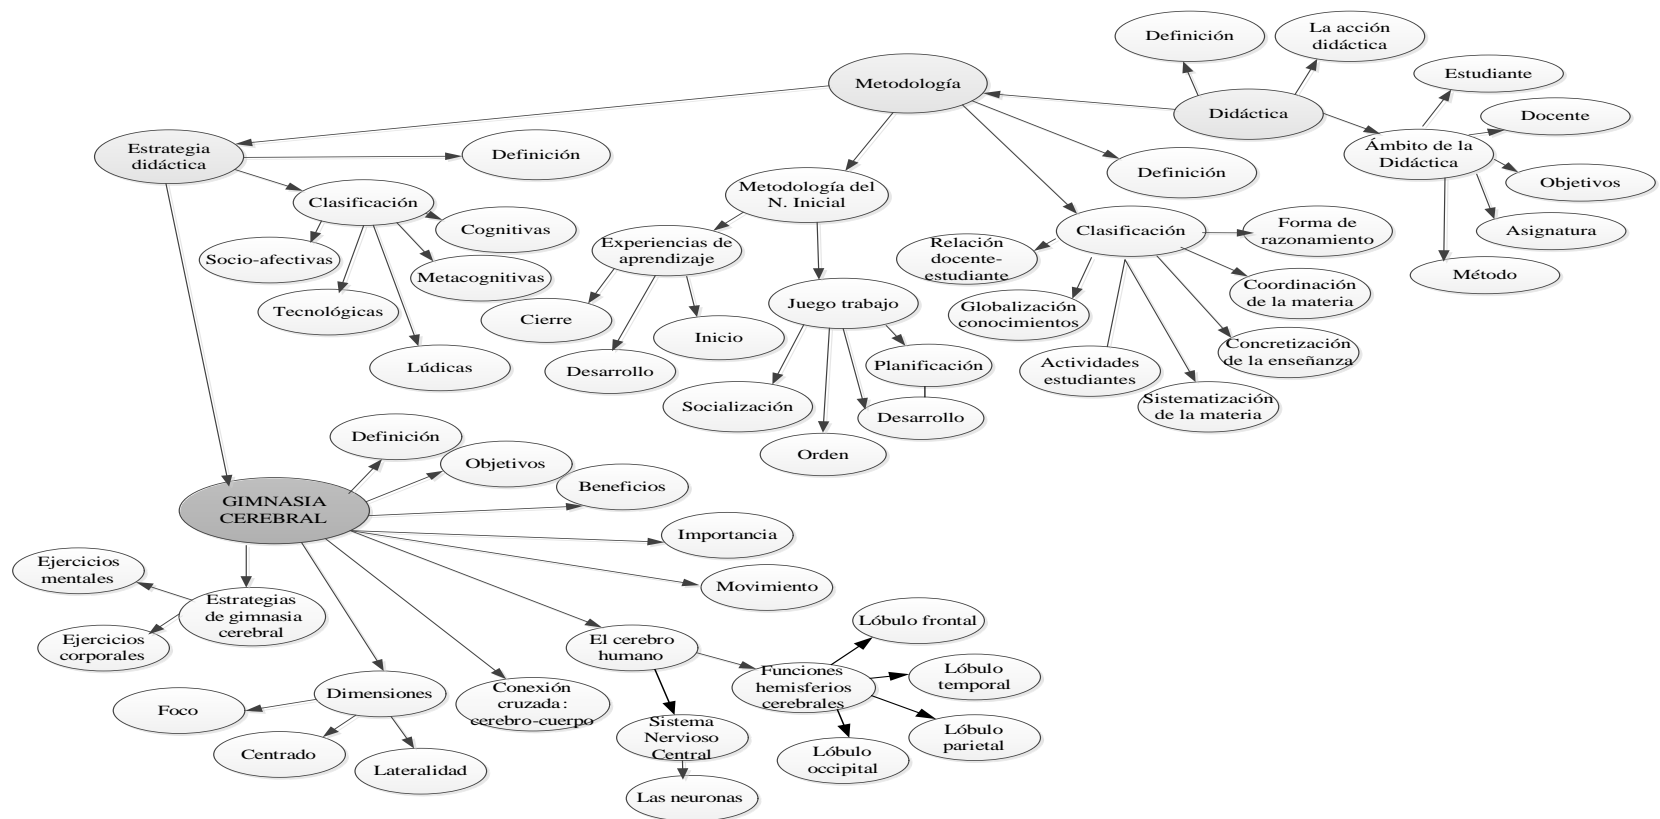 Definición
La acción
didáctica
Metodología
Estudiante
Didáctica
Docente
Estrategia
didáctica
Definición
Ámbito de la
Didáctica
Definición
Objetivos
Metodología del
N. Inicial
Clasificación
Cognitivas
Clasificación
Forma de
razonamiento
Asignatura
Socio-afectivas
Experiencias de
aprendizaje
Relación
docente-
estudiante
Metacognitivas
Método
Tecnológicas
Juego trabajo
Globalización
conocimientos
Coordinación
de la materia
Cierre
Inicio
Concretización
de la enseñanza
Lúdicas
Desarrollo
Planificación
Actividades
estudiantes
Socialización
Desarrollo
Sistematización
de la materia
Orden
Definición
Objetivos
Beneficios
GIMNASIA
CEREBRAL
Importancia
Movimiento
Ejercicios
mentales
Estrategias
de gimnasia
cerebral
Ejercicios
corporales
El cerebro
humano
Lóbulo frontal
Lóbulo
temporal
Funciones
hemisferios
cerebrales
Dimensiones
Foco
Conexión
cruzada:
cerebro-cuerpo
Sistema
Nervioso
Central
Lóbulo
parietal
Centrado
Lateralidad
Lóbulo
occipital
Las neuronas